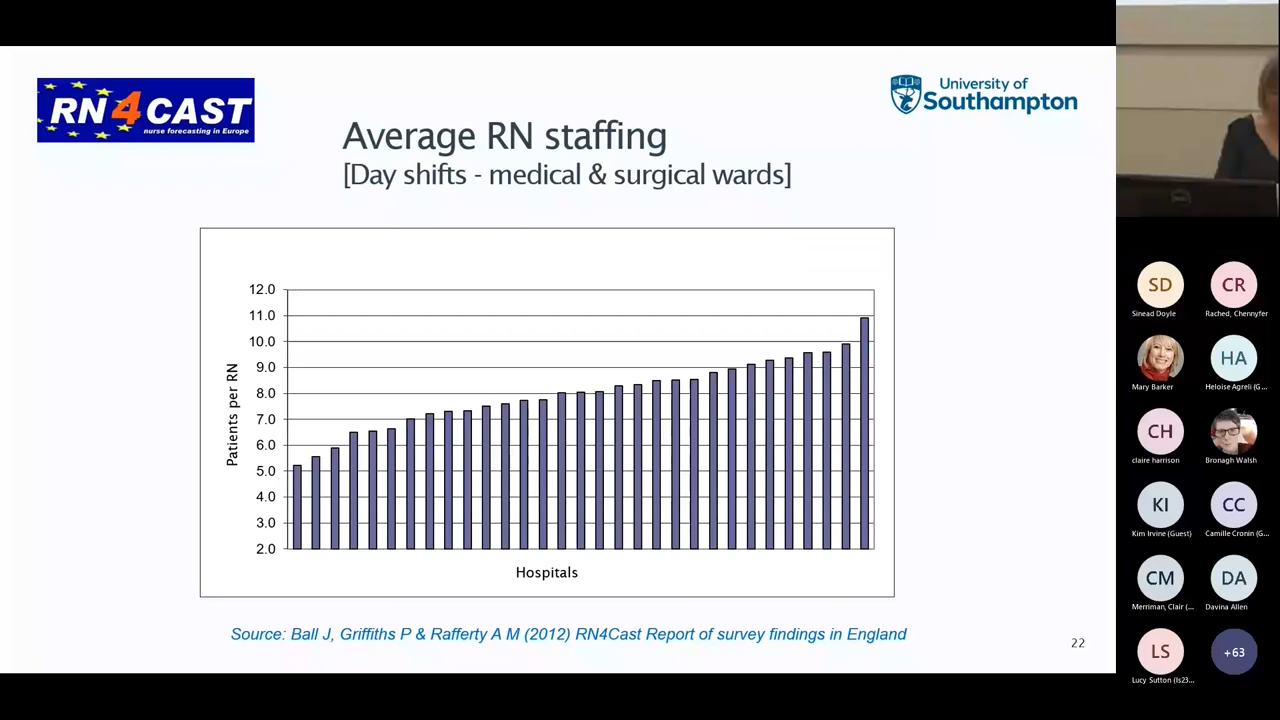 RN4CAST
nurse forecasting in Europe
University of
Southampton
Average RN staffing
[Day shifts - medical & surgical wards]
12.0
11.0
10.0
9.0
8.0
7.0
6.0
5.0
4.0
3.0
2.0
Patients per RN
Hospitals
Source: Ball J, Griffiths P & Rafferty A M (2012) RN4Cast Report of survey findings in England
22
SD
CR
Sinead Doyle
Rached, Chennyfer
HA
Mary Barker
Heloise Agreli (G...
CH
claire harrison
Bronagh Walsh
KI
CC
Kim Irvine (Guest)
Camille Cronin (G...
CM
DA
Merriman, Clair (...
Davina Allen
LS
+63
Lucy Sutton (ls23...